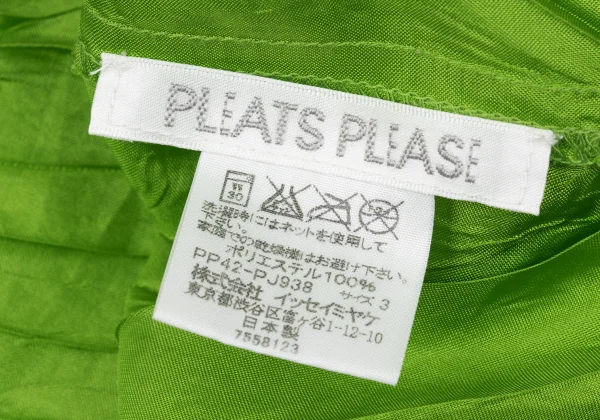 PLEATS PLEASE
弱
30
洗濯時にはネットを使用して
下さい。
家庭での乾燥機はお避け下さい。
ポリエステル100%
PP42-PJ938 サイズ 3
株式会社 イッセイミヤケ
東京都渋谷区富ヶ谷1-12-10
日本製
7558123